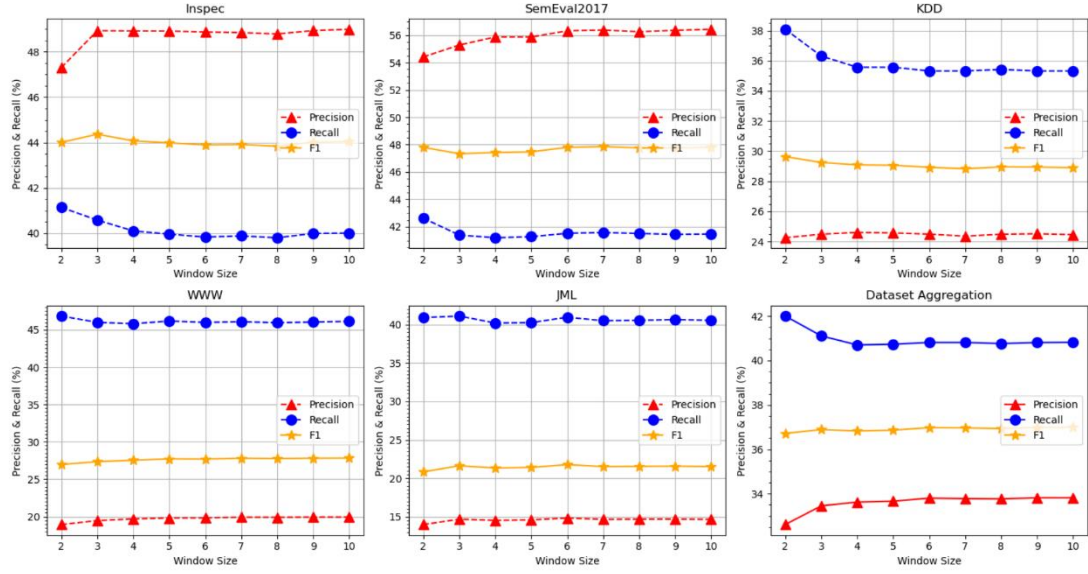 Inspec
Precision & Recall (%)
48
46
44
42
40
Precision
Recall
F1
2 3 4 5 6 7 8 9 10
Window Size
SemEval2017
Precision & Recall (%)
56
54
52
50
48
46
44
42
Precision
Recall
F1
2 3 4 5 6 7 8 9 10
Window Size
KDD
Precision & Recall (%)
38
36
34
32
30
28
26
24
Precision
Recall
F1
2 3 4 5 6 7 8 9 10
Window Size
WWW
Precision & Recall (%)
45
40
35
30
25
20
Precision
Recall
F1
2 3 4 5 6 7 8 9 10
Window Size
JML
Precision & Recall (%)
40
35
30
25
20
15
Precision
Recall
F1
2 3 4 5 6 7 8 9 10
Window Size
Dataset Aggregation
Precision & Recall (%)
42
40
38
36
34
Precision
Recall
F1
2 3 4 5 6 7 8 9 10
Window Size